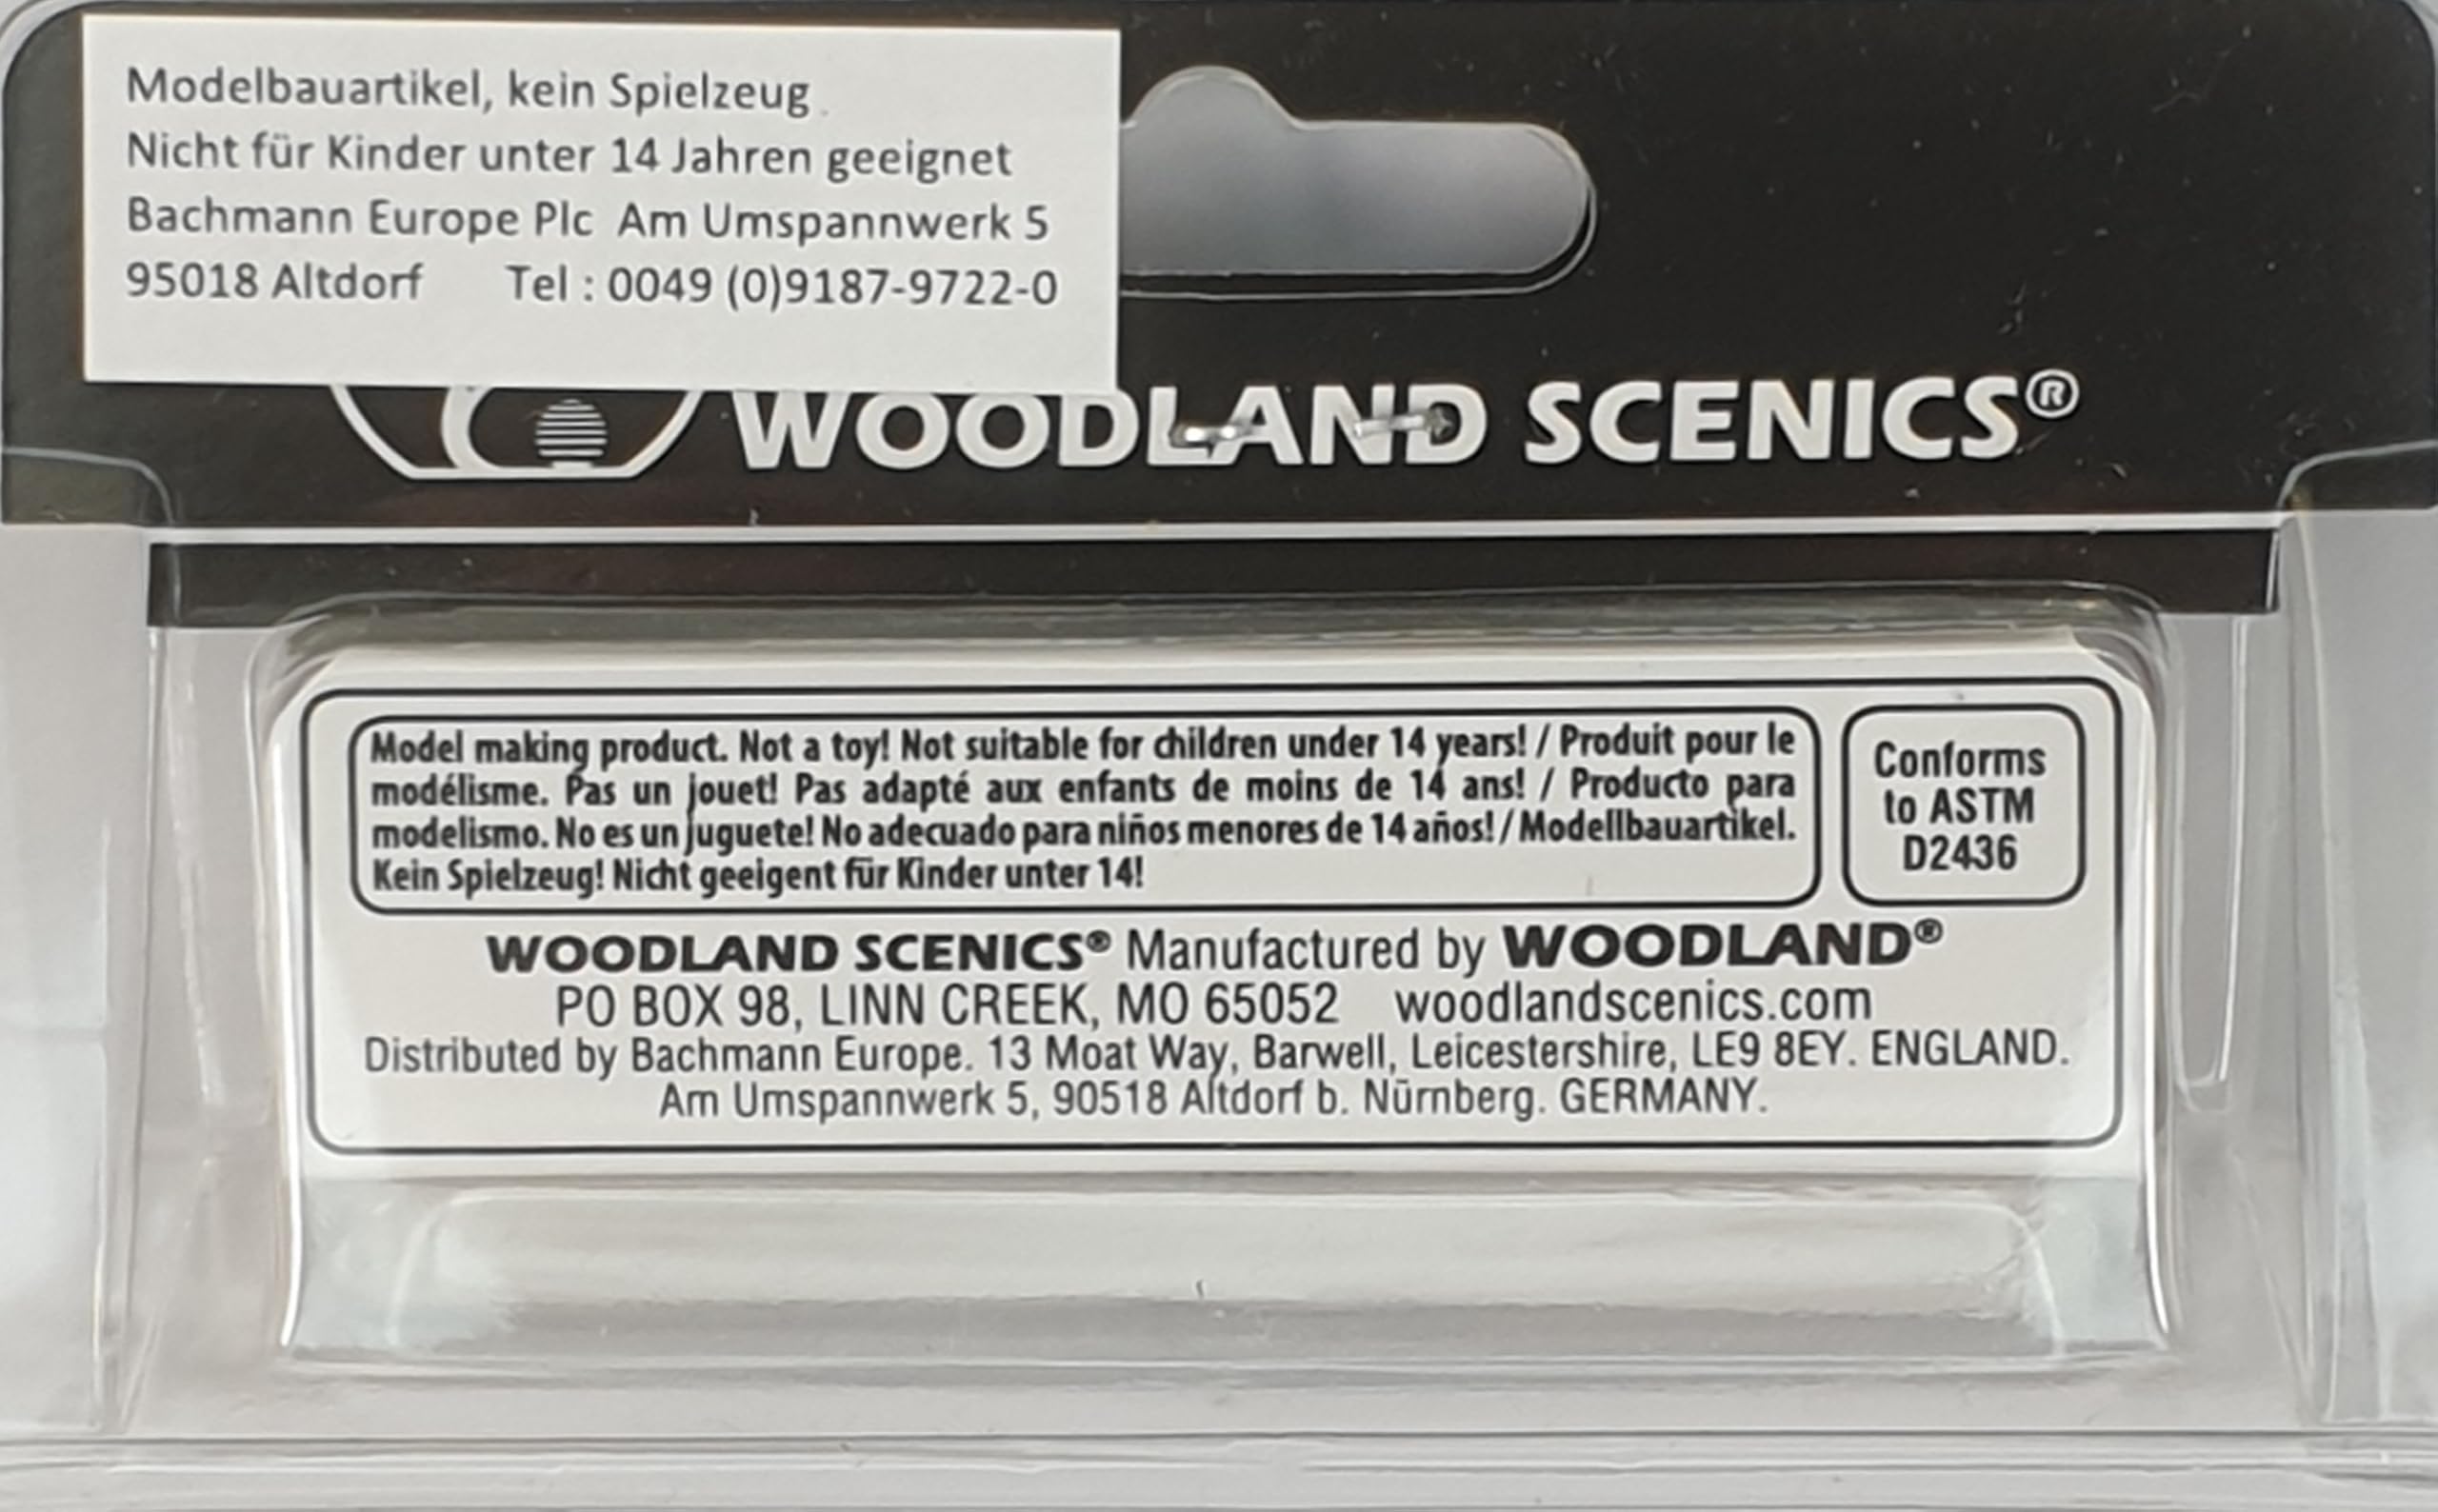 Modelbauartikel, kein Spielzeug
Nicht für Kinder unter 14 Jahren geeignet
Bachmann Europe Plc Am Umspannwerk 5
95018 Altdorf Tel : 0049 (0)9187-9722-0
WOODLAND SCENICS®
Model making product. Not a toy! Not suitable for children under 14 years! / Produit pour le
modélisme. Pas un jouet! Pas adapté aux enfants de moins de 14 ans! / Producto para
modelismo. No es un juguete! No adecuado para niños menores de 14 años! / Modellbauartikel.
Kein Spielzeug! Nicht geeigent für Kinder unter 14!
Conforms
to ASTM
D2436
WOODLAND SCENICS® Manufactured by WOODLAND®
PO BOX 98, LINN CREEK, MO 65052 woodlandscenics.com
Distributed by Bachmann Europe. 13 Moat Way, Barwell, Leicestershire, LE9 8EY. ENGLAND.
Am Umspannwerk 5, 90518 Altdorf b. Nürnberg. GERMANY.